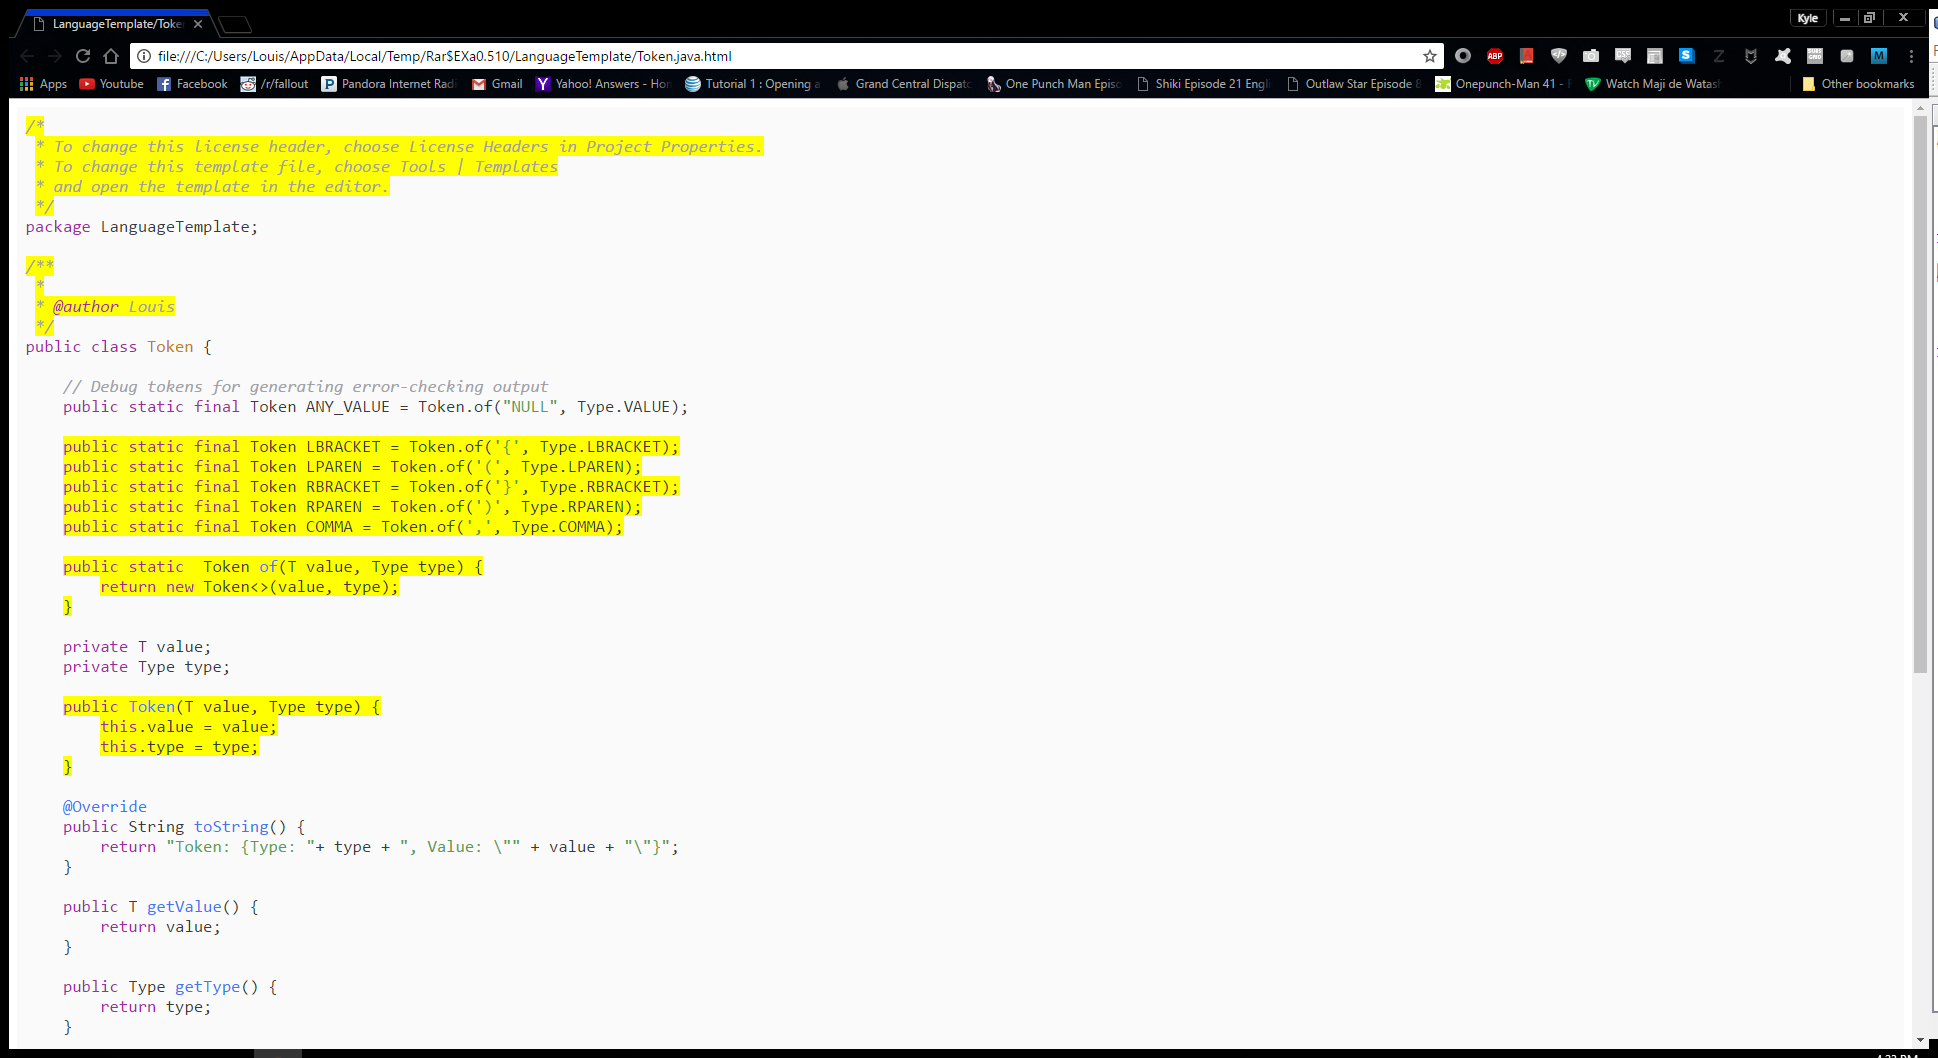 LanguageTemplate/Toke
Kyle
file:///C:/Users/Louis/AppData/Local/Temp/Rar$EXa0.510/LanguageTemplate/Token.java.html
Apps Youtube Facebook /r/fallout Pandora Internet Rad Gmail Yahoo! Answers - Hom Tutorial 1 : Opening a Grand Central Dispatc One Punch Man Episo Shiki Episode 21 Engli Outlaw Star Episode 8 Onepunch-Man 41 - Watch Maji de Watash Other bookmarks
/*
* To change this license header, choose License Headers in Project Properties.
* To change this template file, choose Tools | Templates
* and open the template in the editor.
*/
package LanguageTemplate;
/**
*
* @author Louis
*/
public class Token {
// Debug tokens for generating error-checking output
public static final Token ANY_VALUE = Token.of("NULL", Type.VALUE);
public static final Token LBRACKET = Token.of('{', Type.LBRACKET);
public static final Token LPAREN = Token.of('(', Type.LPAREN);
public static final Token RBRACKET = Token.of('}', Type.RBRACKET);
public static final Token RPAREN = Token.of(')', Type.RPAREN);
public static final Token COMMA = Token.of(',', Type.COMMA);
public static  Token of(T value, Type type) {
return new Token<>(value, type);
}
private T value;
private Type type;
public Token(T value, Type type) {
this.value = value;
this.type = type;
}
@Override
public String toString() {
return "Token: {Type: "+ type + ", Value: \"" + value + "\"}";
}
public T getValue() {
return value;
}
public Type getType() {
return type;
}